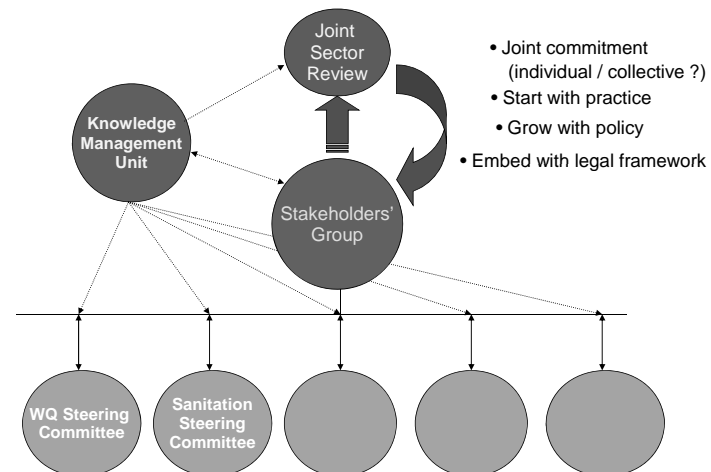 Joint
Sector
Review
• Joint commitment
(individual / collective ?)
• Start with practice
• Grow with policy
• Embed with legal framework
Knowledge
Management
Unit
Stakeholders'
Group
WQ Steering
Committee
Sanitation
Steering
Committee